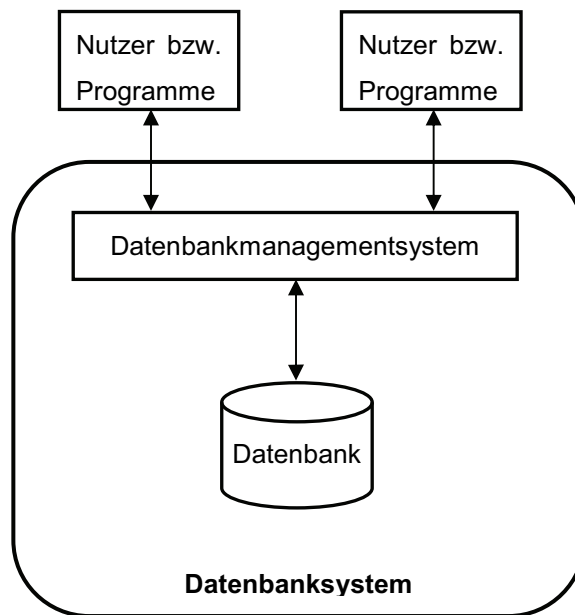 Nutzer bzw.
Programme
Nutzer bzw.
Programme
Datenbankmanagementsystem
Datenbank
Datenbanksystem